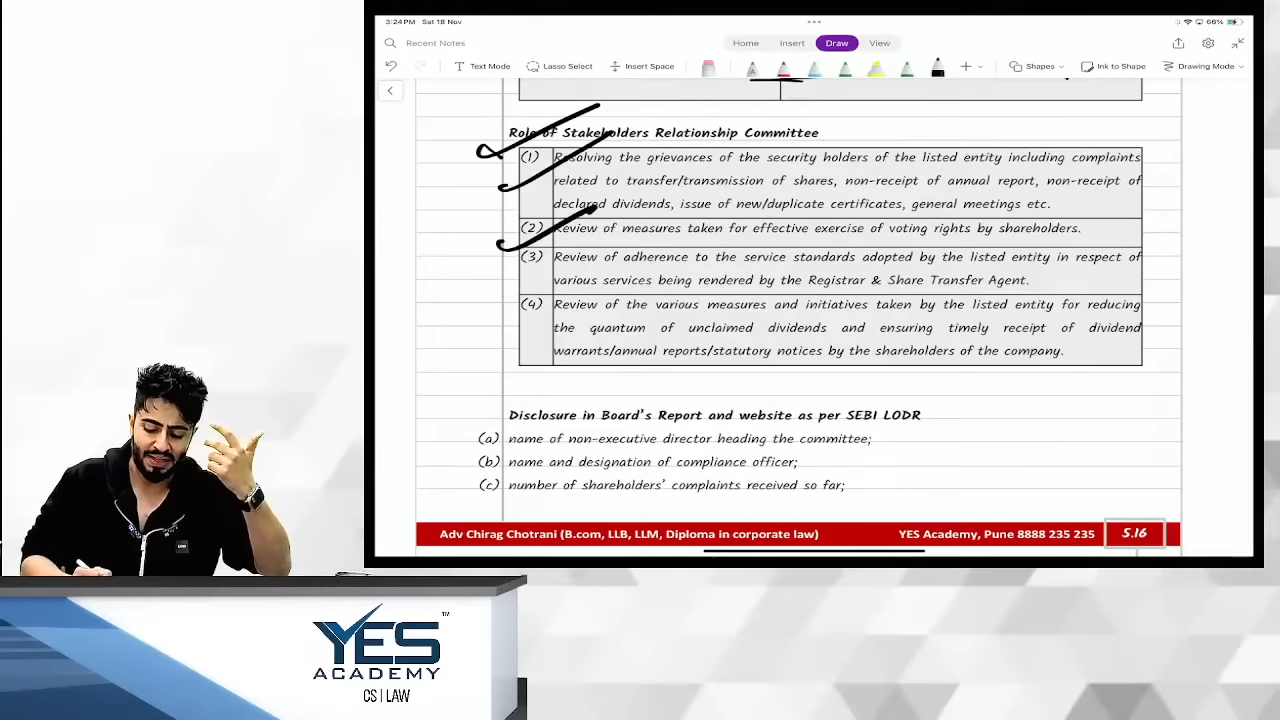 3:24 PM Sat 18 Nov
66%
Recent Notes
Home Insert Draw View
Text Mode Lasso Select Insert Space Shapes Ink to Shape Drawing Mode
Role of Stakeholders Relationship Committee
(1) Resolving the grievances of the security holders of the listed entity including complaints
related to transfer/transmission of shares, non-receipt of annual report, non-receipt of
declared dividends, issue of new/duplicate certificates, general meetings etc.
(2) Review of measures taken for effective exercise of voting rights by shareholders.
(3) Review of adherence to the service standards adopted by the listed entity in respect of
various services being rendered by the Registrar & Share Transfer Agent.
(4) Review of the various measures and initiatives taken by the listed entity for reducing
the quantum of unclaimed dividends and ensuring timely receipt of dividend
warrants/annual reports/statutory notices by the shareholders of the company.
Disclosure in Board's Report and website as per SEBI LODR
(a) name of non-executive director heading the committee;
(b) name and designation of compliance officer;
(c) number of shareholders' complaints received so far;
Adv Chirag Chotrani (B.com, LLB, LLM, Diploma in corporate law) YES Academy, Pune 8888 235 235 5.16
YES TM
ACADEMY
CS | LAW